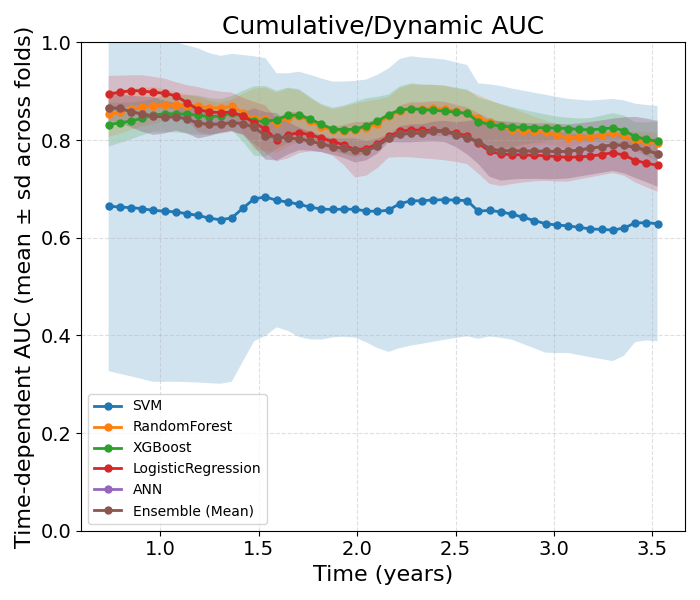 Cumulative/Dynamic AUC
Time-dependent AUC (mean ± sd across folds)
1.0
0.8
0.6
0.4
0.2
0.0
SVM
RandomForest
XGBoost
LogisticRegression
ANN
Ensemble (Mean)
1.0 1.5 2.0 2.5 3.0 3.5
Time (years)